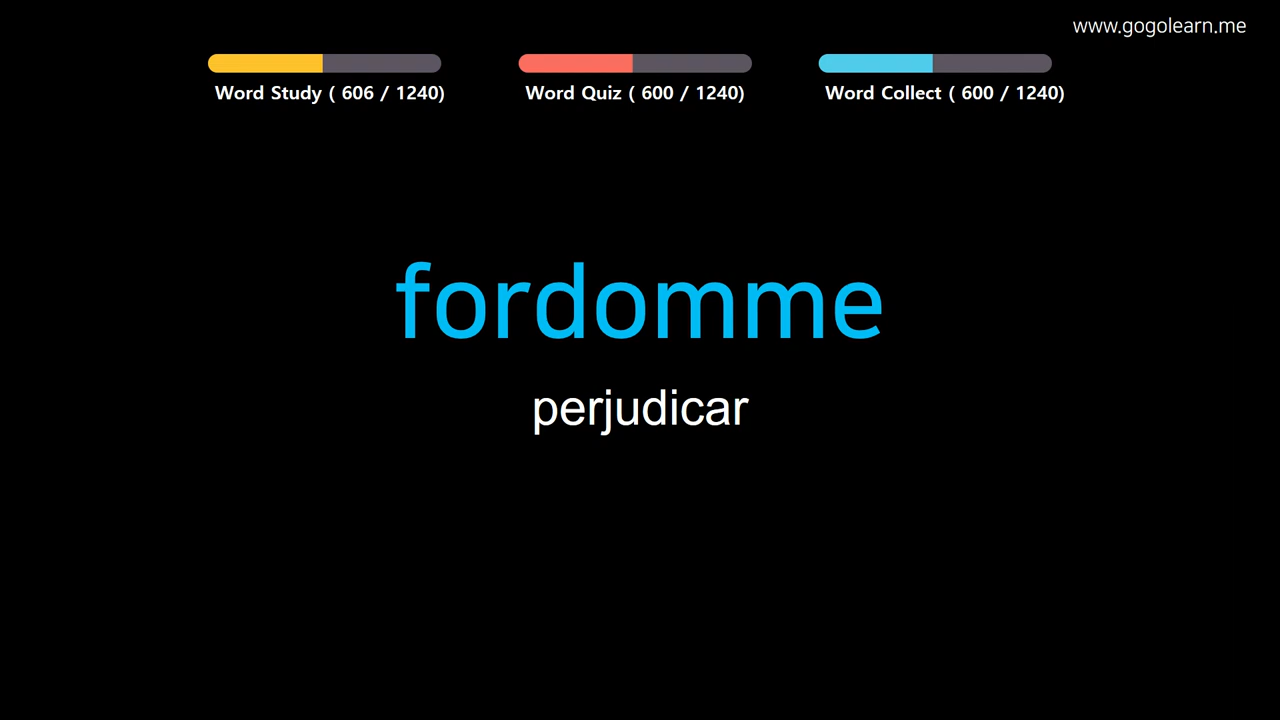 www.gogolearn.me
Word Study ( 606 / 1240)
Word Quiz ( 600 / 1240)
Word Collect ( 600 / 1240)
fordomme
perjudicar